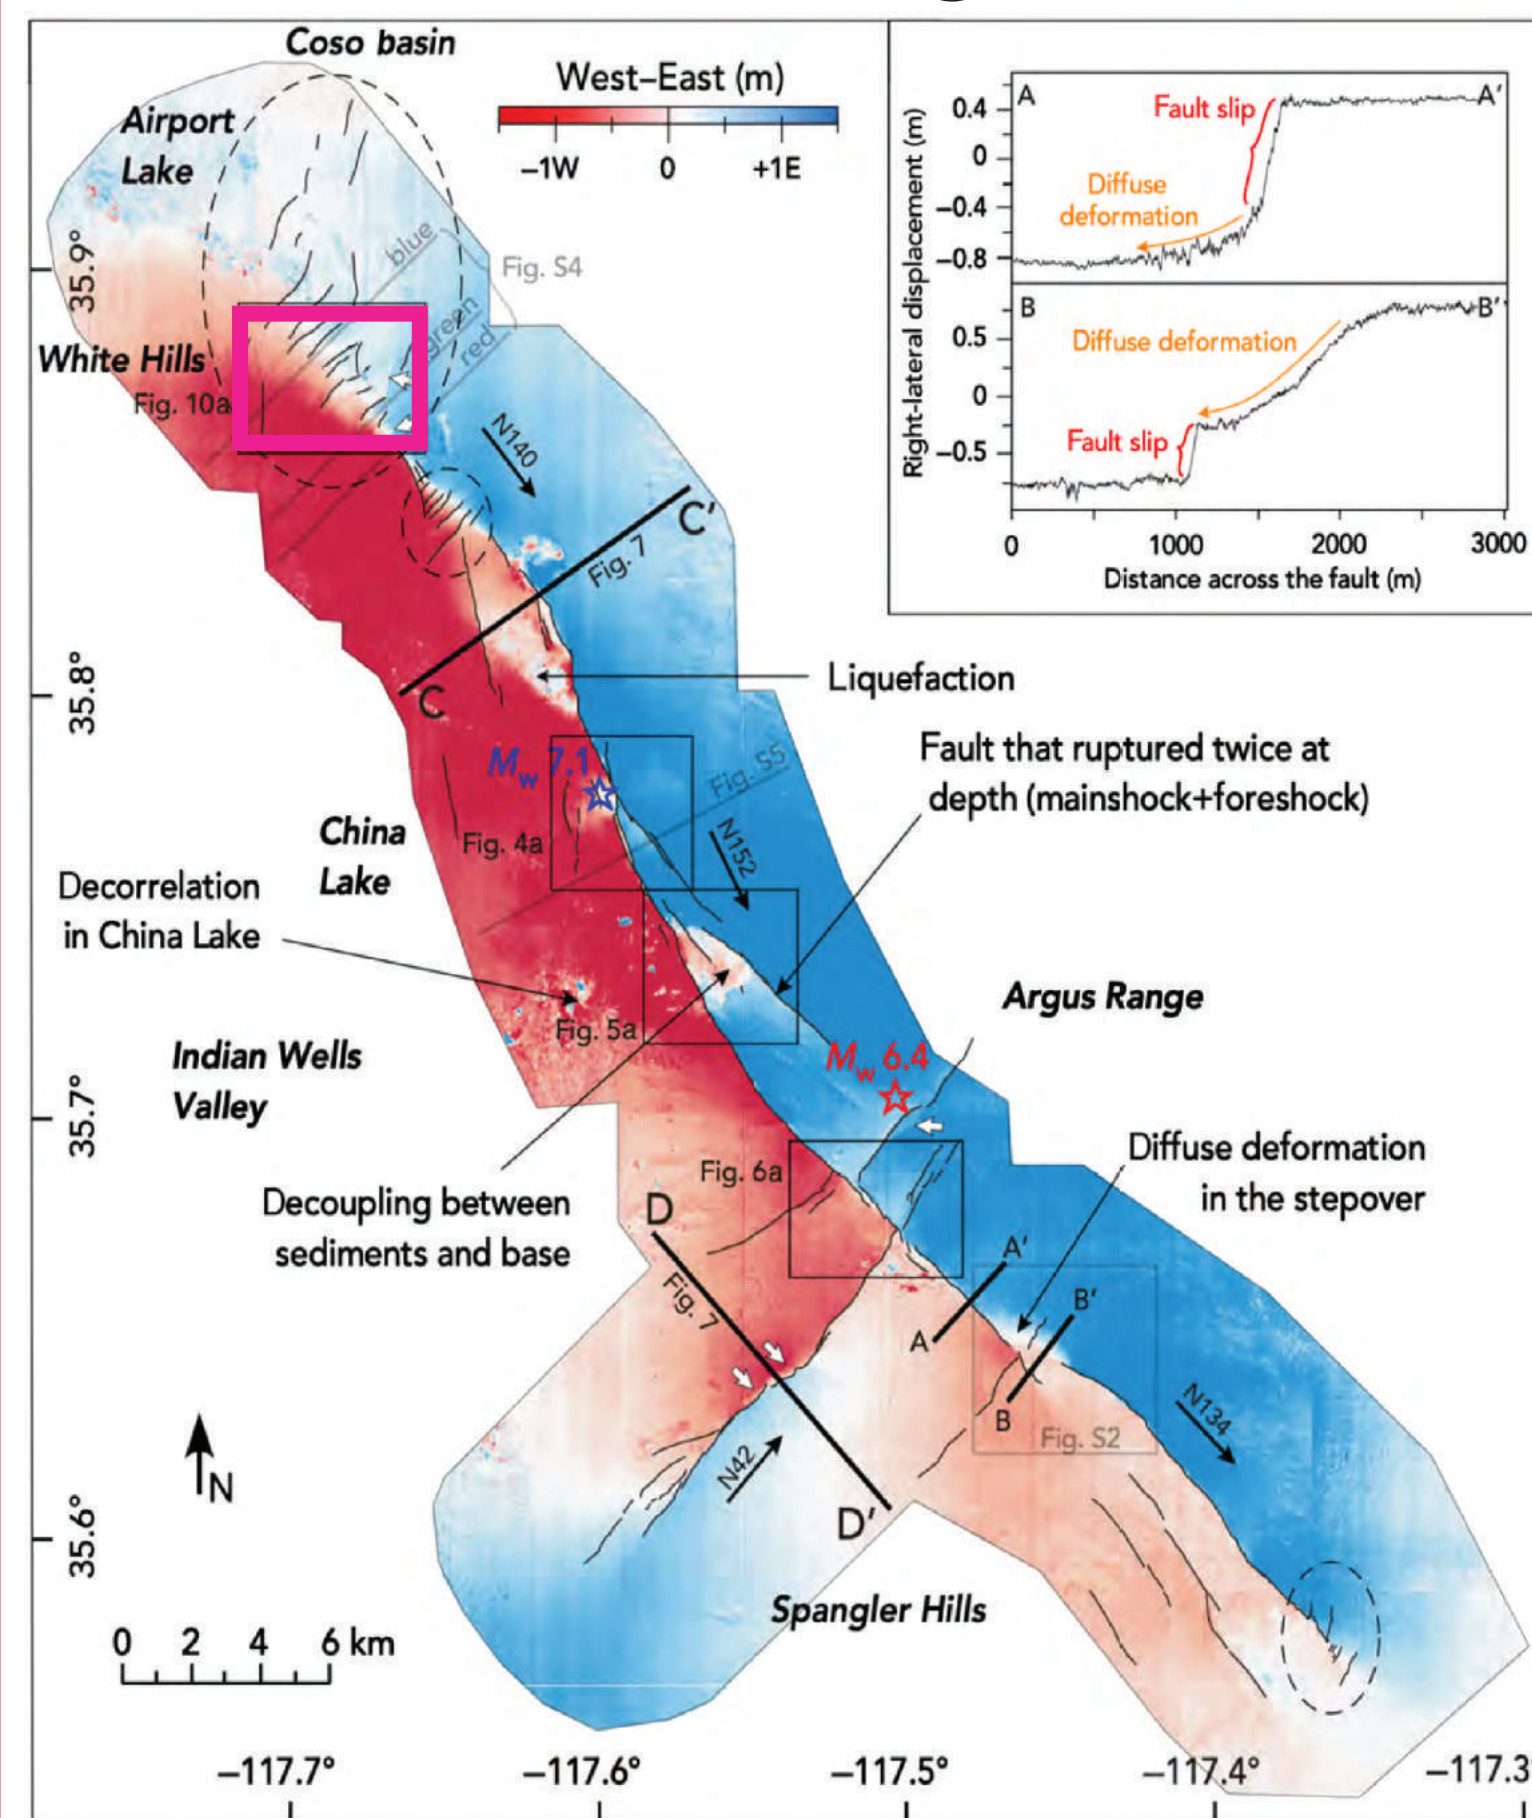 Coso basin
Airport
Lake
West–East (m)
–1W
0
+1E
A
A'
Fault slip
Diffuse
deformation
0.4
0
–0.4
–0.8
B
B'
Diffuse deformation
Fault slip
0.5
0
–0.5
Right-lateral displacement (m)
0
1000
2000
3000
Distance across the fault (m)
blue
Fig. S4
green
red
35.9°
White Hills
Fig. 10a
N140
C'
Fig. 7
C
35.8°
Liquefaction
Fault that ruptured twice at
depth (mainshock+foreshock)
Mw 7.1
Fig. S5
China
Lake
Fig. 4a
N152
Decorrelation
in China Lake
Argus Range
Fig. 5a
Indian Wells
Valley
Mw 6.4
35.7°
Diffuse deformation
in the stepover
Fig. 6a
Decoupling between
sediments and base
D
Fig. 7
A'
A
B'
B
Fig. S2
N134
N42
D'
N
35.6°
Spangler Hills
0
2
4
6 km
–117.7°
–117.6°
–117.5°
–117.4°